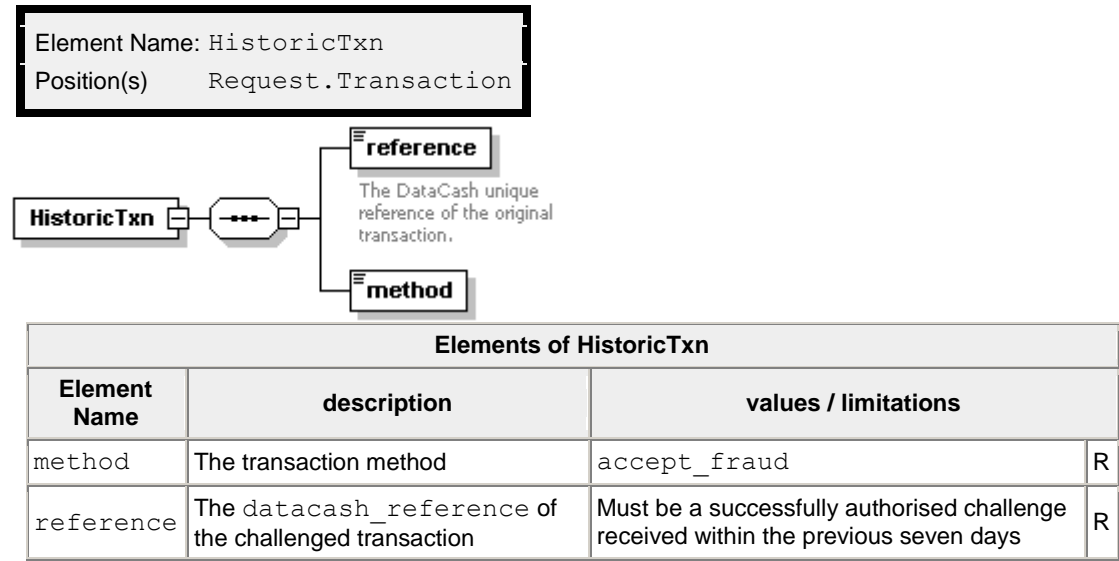 Element Name: HistoricTxn
Position(s) Request.Transaction
reference
The DataCash unique
reference of the original
transaction.
HistoricTxn
method
Elements of HistoricTxn
Element
Name
description
values / limitations
method
The transaction method
accept_fraud
R
reference
The datacash_reference of
the challenged transaction
Must be a successfully authorised challenge
received within the previous seven days
R